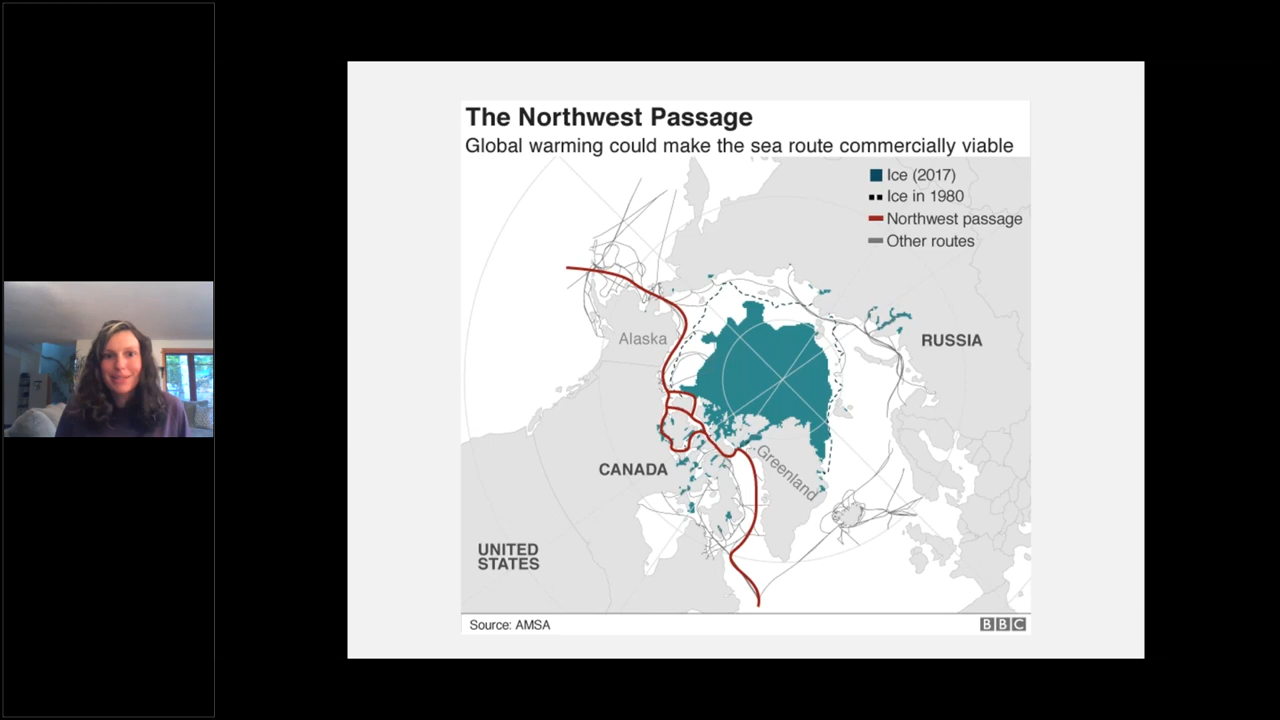 The Northwest Passage
Global warming could make the sea route commercially viable
Ice (2017)
Ice in 1980
Northwest passage
Other routes
Alaska
RUSSIA
CANADA
Greenland
UNITED
STATES
Source: AMSA
BBC